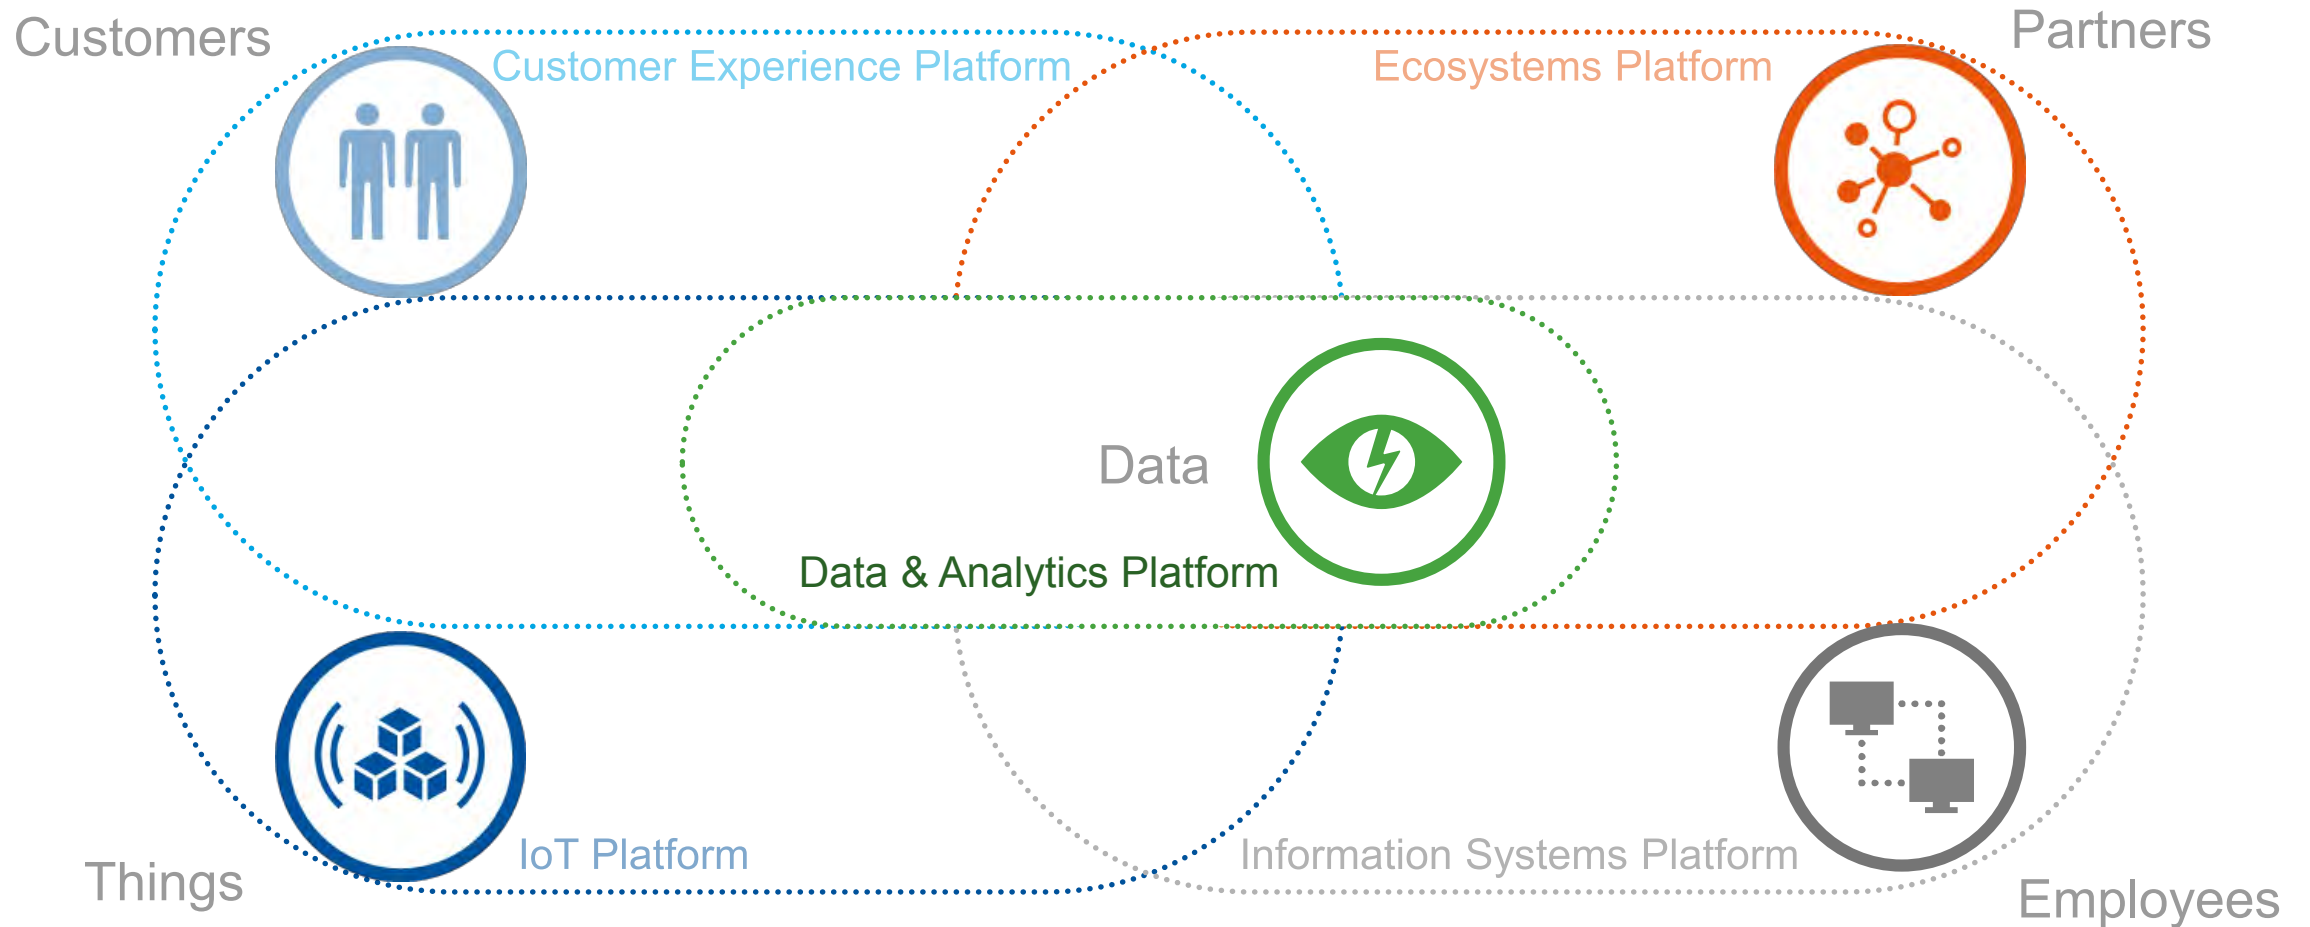 Customers
Partners
Customer Experience Platform
Ecosystems Platform
Data
Data & Analytics Platform
IoT Platform
Information Systems Platform
Things
Employees